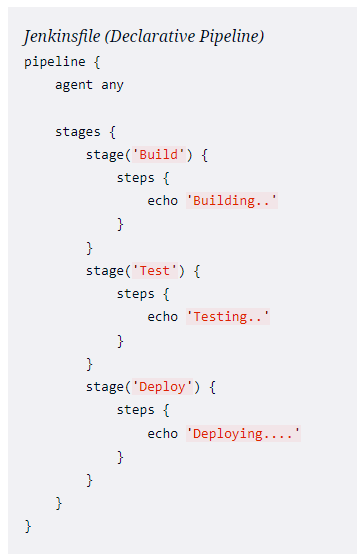 Jenkinsfile (Declarative Pipeline)
pipeline {
    agent any

    stages {
        stage('Build') {
            steps {
                echo 'Building..'
            }
        }
        stage('Test') {
            steps {
                echo 'Testing..'
            }
        }
        stage('Deploy') {
            steps {
                echo 'Deploying....'
            }
        }
    }
}